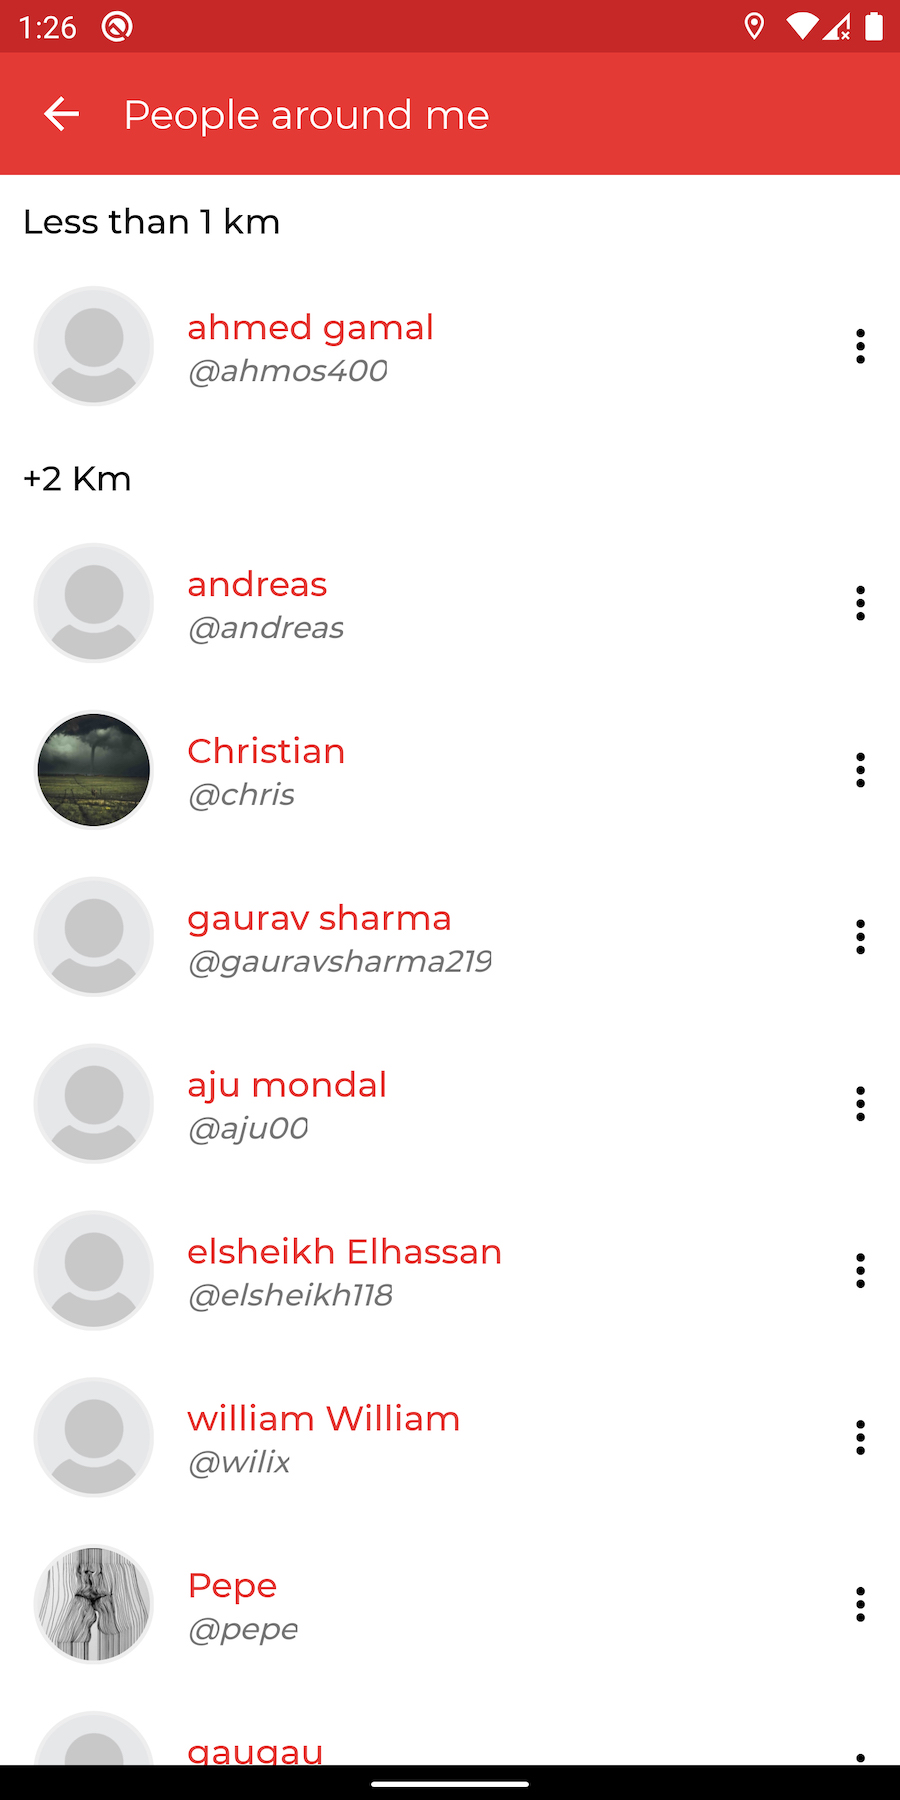 1:26
People around me
Less than 1 km
ahmed gamal
@ahmos400
+2 Km
andreas
@andreas
Christian
@chris
gaurav sharma
@gauravsharma219
aju mondal
@aju00
elsheikh Elhassan
@elsheikh118
william William
@wilix
Pepe
@pepe
gaugau